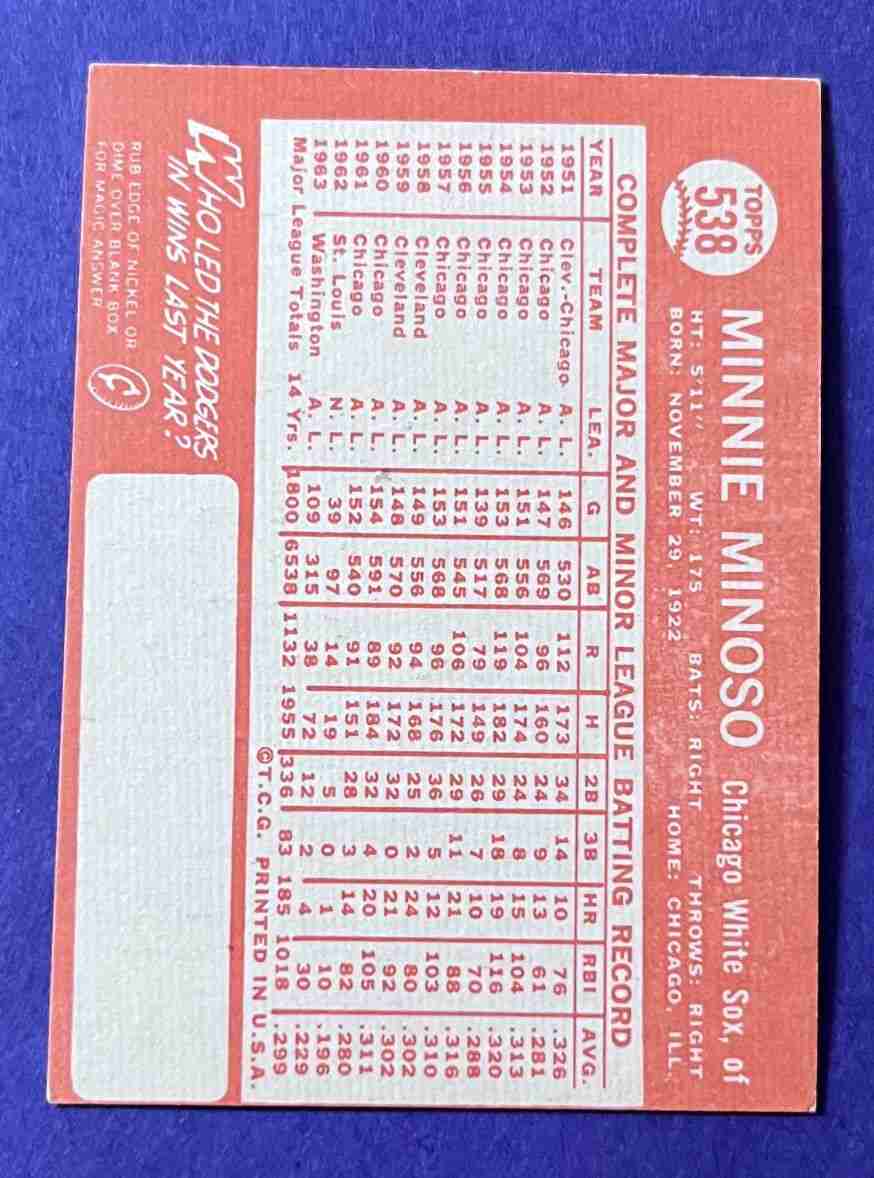 TOPPS
538
MINNIE MINOSO Chicago White Sox, of
HT: 5'11" WT: 175 BATS: RIGHT THROWS: RIGHT
BORN: NOVEMBER 29, 1922 HOME: CHICAGO, ILL.
COMPLETE MAJOR AND MINOR LEAGUE BATTING RECORD
YEAR TEAM LEA. G AB R H 2B 3B HR RBI AVG.
1951 Clev.-Chicago A. L. 146 530 112 173 34 14 10 76 .326
1952 Chicago A. L. 147 569 96 160 24 9 13 61 .281
1953 Chicago A. L. 151 556 104 174 24 8 15 104 .313
1954 Chicago A. L. 153 568 119 182 29 18 19 116 .320
1955 Chicago A. L. 139 517 79 149 26 7 10 70 .288
1956 Chicago A. L. 151 545 106 172 29 11 21 88 .316
1957 Chicago A. L. 153 568 96 176 36 5 12 103 .310
1958 Cleveland A. L. 149 556 94 168 25 2 24 80 .302
1959 Cleveland A. L. 148 570 92 172 32 0 21 92 .302
1960 Chicago A. L. 154 591 89 184 32 4 20 105 .311
1961 Chicago A. L. 152 540 91 151 28 3 14 82 .280
1962 St. Louis N. L. 39 97 14 19 5 0 1 10 .196
1963 Washington A. L. 109 315 38 72 12 2 4 30 .229
Major League Totals 14 Yrs. 1800 6538 1132 1955 336 83 185 1018 .299
©T.C.G. PRINTED IN U.S.A.
WHO LED THE DODGERS
IN WINS LAST YEAR?
RUB EDGE OF NICKEL OR
DIME OVER BLANK BOX
FOR MAGIC ANSWER
C